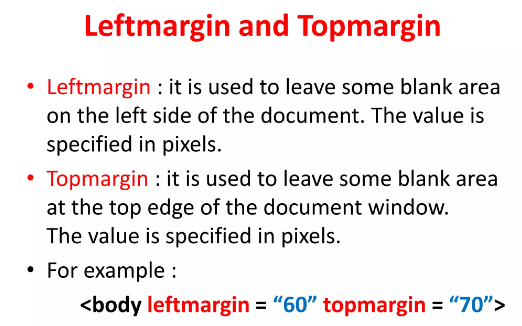 Leftmargin and Topmargin
• Leftmargin : it is used to leave some blank area
on the left side of the document. The value is
specified in pixels.
• Topmargin : it is used to leave some blank area
at the top edge of the document window.
The value is specified in pixels.
• For example :
<body leftmargin = “60” topmargin = “70”>